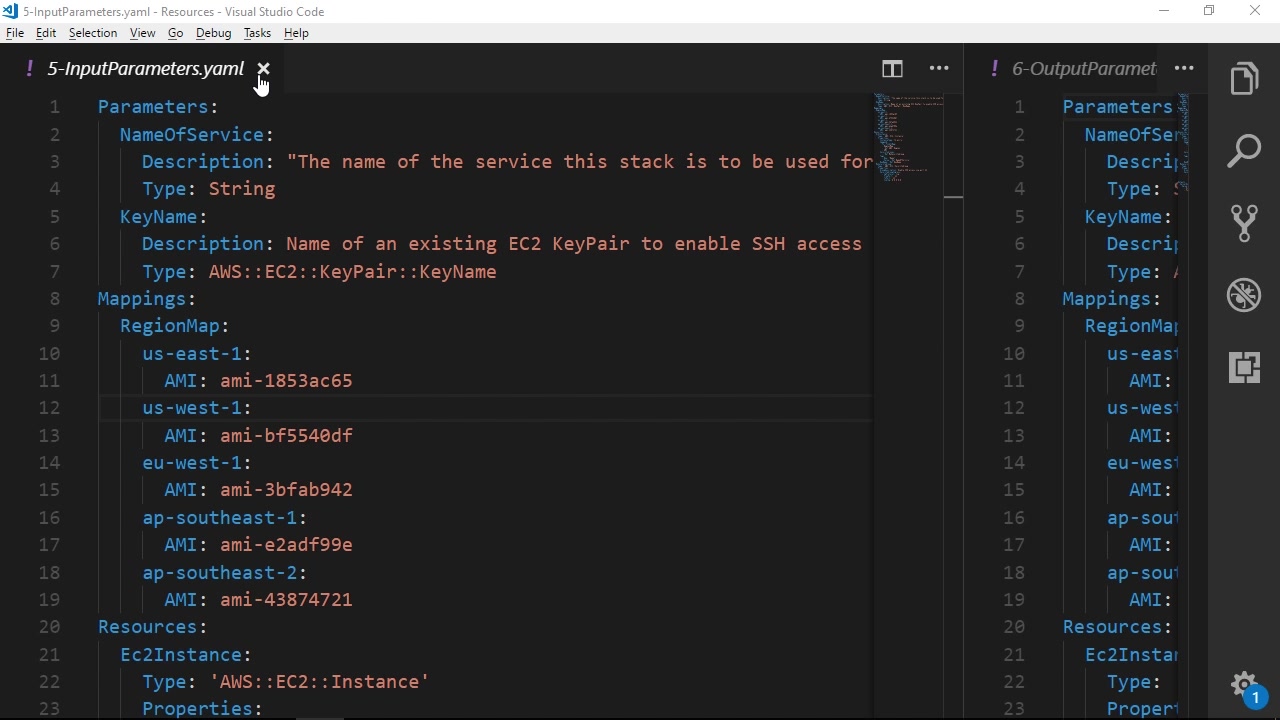 5-InputParameters.yaml - Resources - Visual Studio Code
File Edit Selection View Go Debug Tasks Help
! 5-InputParameters.yaml
1 Parameters:
2 NameOfService:
3 Description: "The name of the service this stack is to be used for
4 Type: String
5 KeyName:
6 Description: Name of an existing EC2 KeyPair to enable SSH access
7 Type: AWS::EC2::KeyPair::KeyName
8 Mappings:
9 RegionMap:
10 us-east-1:
11 AMI: ami-1853ac65
12 us-west-1:
13 AMI: ami-bf5540df
14 eu-west-1:
15 AMI: ami-3bfab942
16 ap-southeast-1:
17 AMI: ami-e2adf99e
18 ap-southeast-2:
19 AMI: ami-43874721
20 Resources:
21 Ec2Instance:
22 Type: 'AWS::EC2::Instance'
23 Properties:
! 6-OutputParamet
1 Parameters
2 NameOfSer
3 Descrip
4 Type: S
5 KeyName:
6 Descrip
7 Type: A
8 Mappings:
9 RegionMap
10 us-east
11 AMI:
12 us-west
13 AMI:
14 eu-west
15 AMI:
16 ap-sout
17 AMI:
18 ap-sout
19 AMI:
20 Resources:
21 Ec2Instan
22 Type:
23 Propert
1